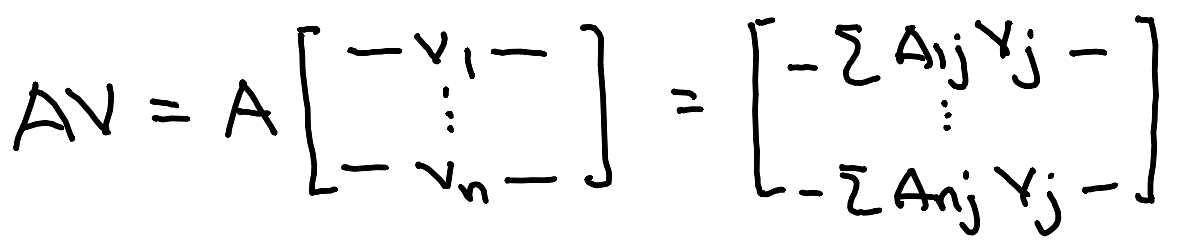 AV = A [ — v₁ — ⋮ — vₙ — ] = [ – Σ A₁ⱼ Vⱼ – ⋮ – Σ Aₙⱼ Vⱼ – ]